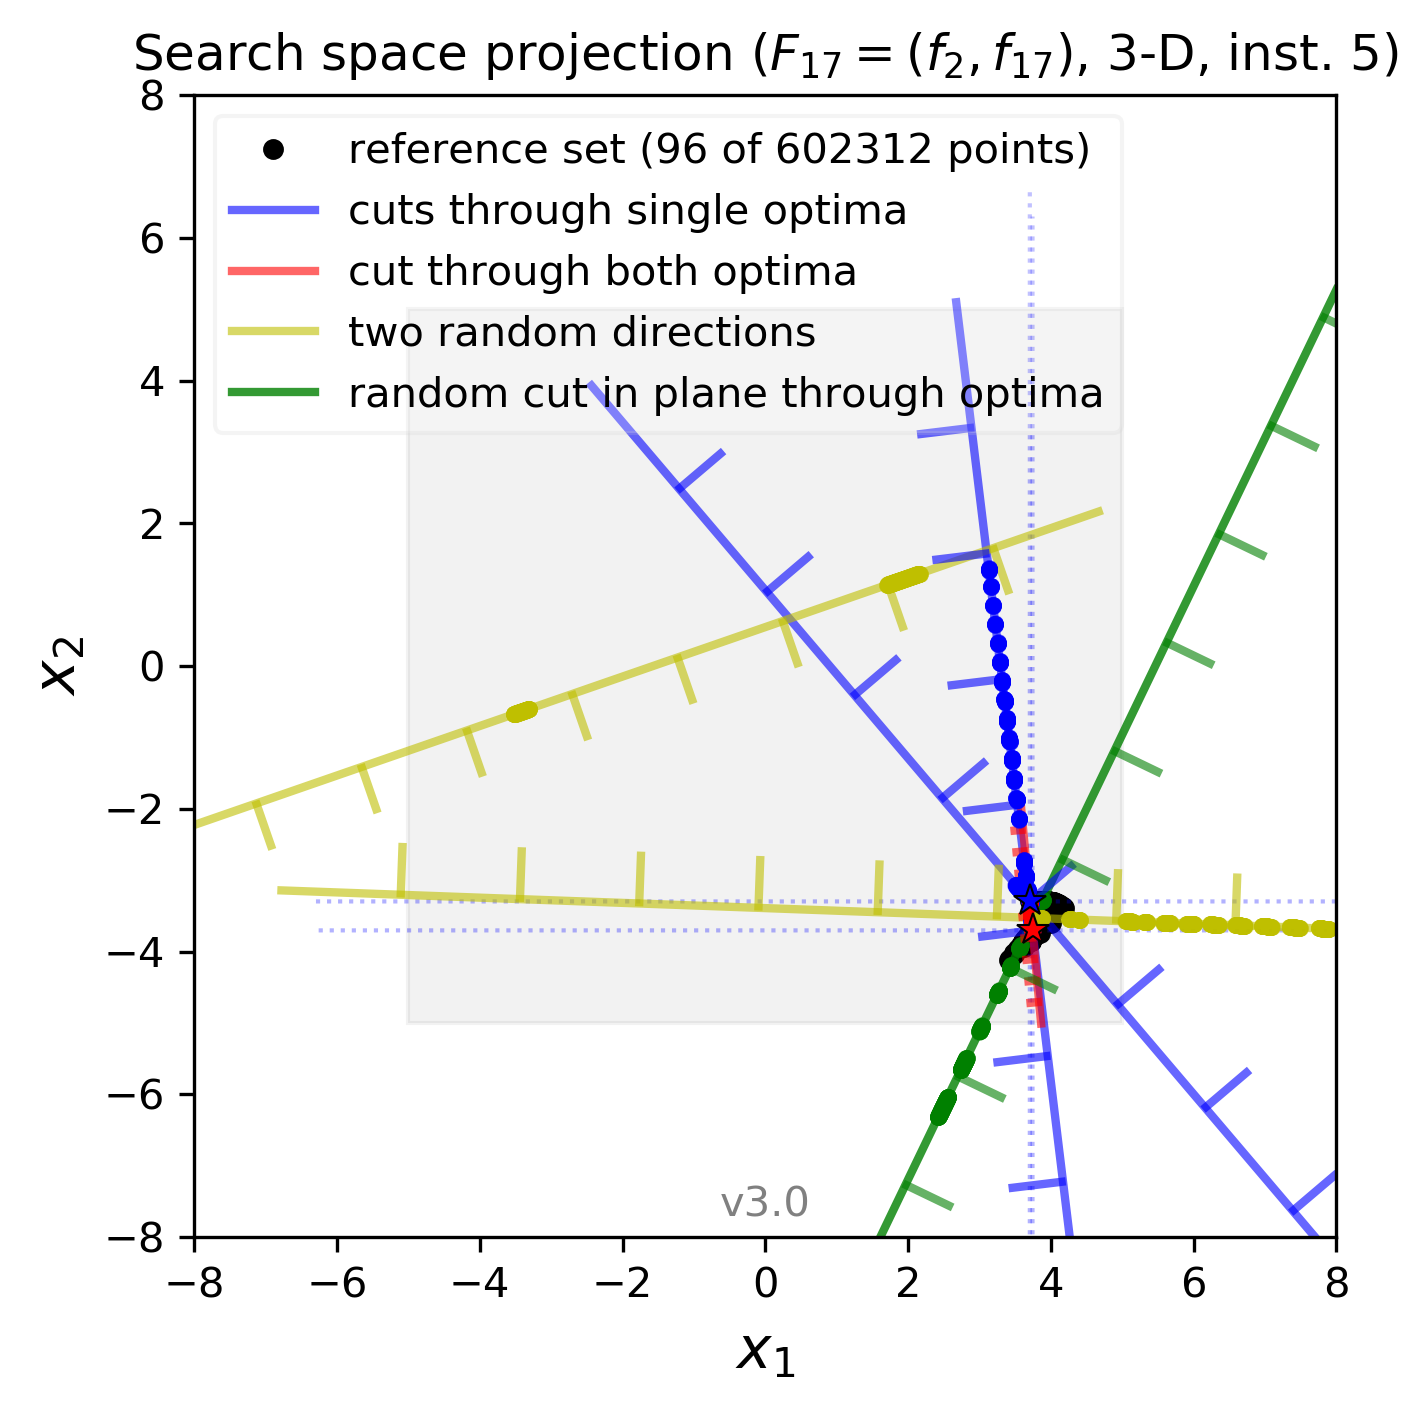 Search space projection (F₁₇ = (f₂, f₁₇), 3-D, inst. 5)
reference set (96 of 602312 points)
cuts through single optima
cut through both optima
two random directions
random cut in plane through optima
8
6
4
2
0
−2
−4
−6
−8
x₂
v3.0
−8 −6 −4 −2 0 2 4 6 8
x₁